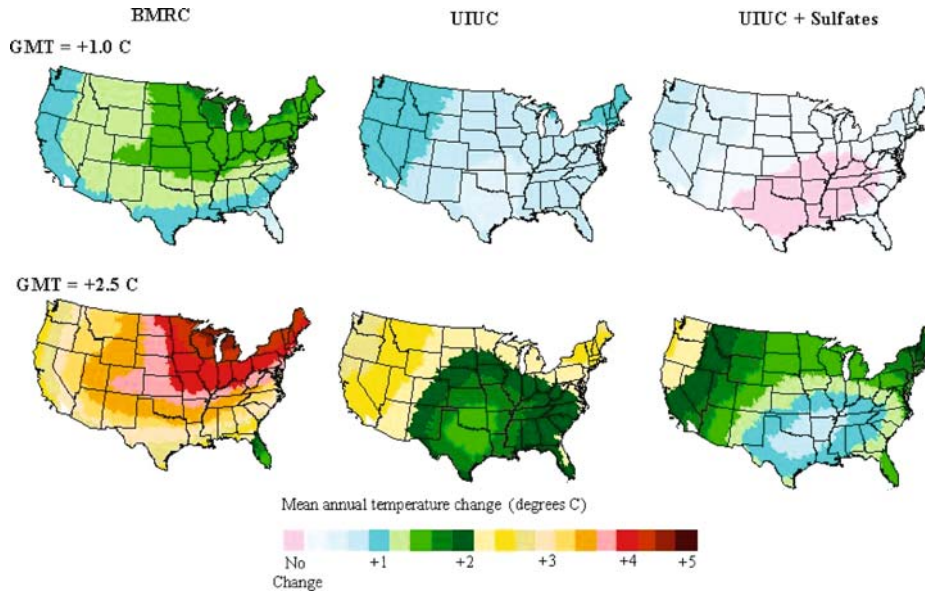 BMRC
UIUC
UIUC + Sulfates
GMT = +1.0 C
GMT = +2.5 C
Mean annual temperature change (degrees C)
No Change
+1
+2
+3
+4
+5